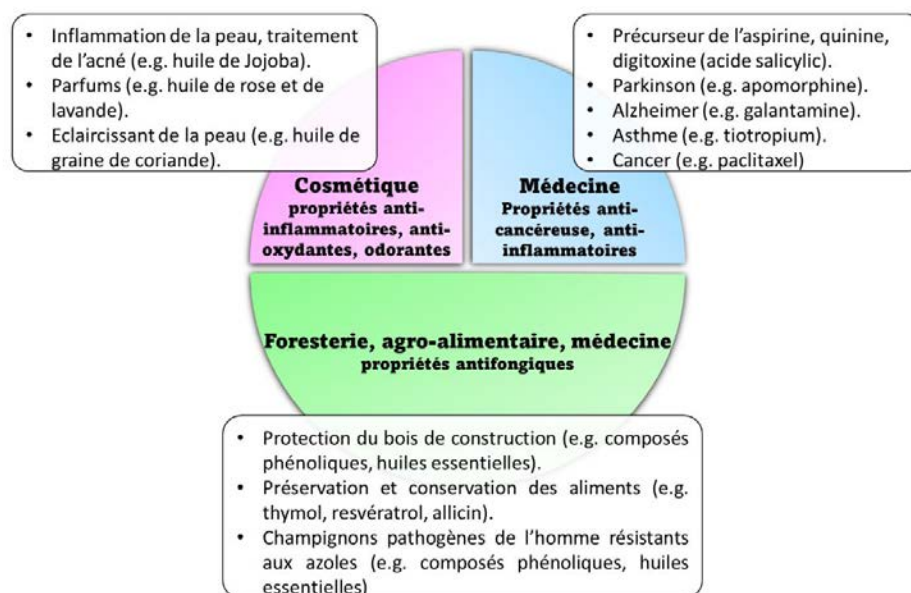 • Inflammation de la peau, traitement
de l'acné (e.g. huile de Jojoba).
• Parfums (e.g. huile de rose et de
lavande).
• Eclaircissant de la peau (e.g. huile de
graine de coriande).
• Précurseur de l'aspirine, quinine,
digitoxine (acide salicylic).
• Parkinson (e.g. apomorphine).
• Alzheimer (e.g. galantamine).
• Asthme (e.g. tiotropium).
• Cancer (e.g. paclitaxel)
Cosmétique
propriétés anti-
inflammatoires, anti-
oxydantes, odorantes
Médecine
Propriétés anti-
cancéreuse, anti-
inflammatoires
Foresterie, agro-alimentaire, médecine
propriétés antifongiques
• Protection du bois de construction (e.g. composés
phénoliques, huiles essentielles).
• Préservation et conservation des aliments (e.g.
thymol, resvératrol, allicin).
• Champignons pathogènes de l'homme résistants
aux azoles (e.g. composés phénoliques, huiles
essentielles)